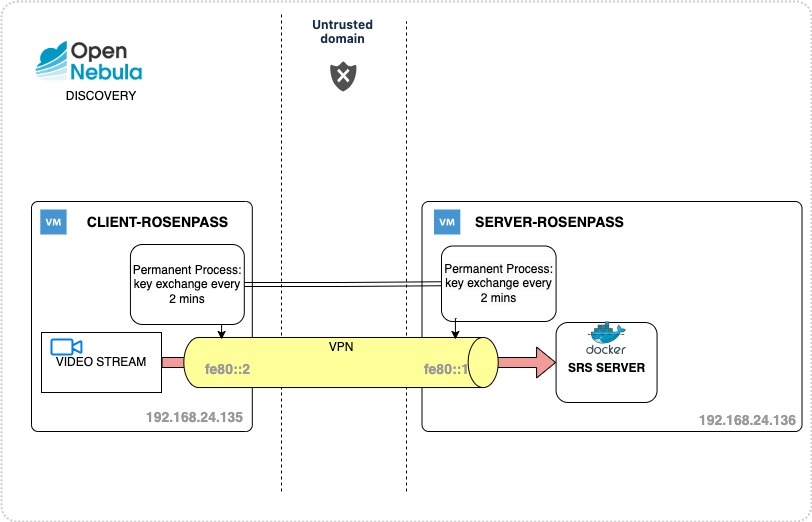 Untrusted
domain
Open
Nebula
DISCOVERY
VM
CLIENT-ROSENPASS
VM
SERVER-ROSENPASS
Permanent Process:
key exchange every
2 mins
Permanent Process:
key exchange every
2 mins
VIDEO STREAM
VPN
fe80::2
fe80::1
docker
SRS SERVER
192.168.24.135
192.168.24.136